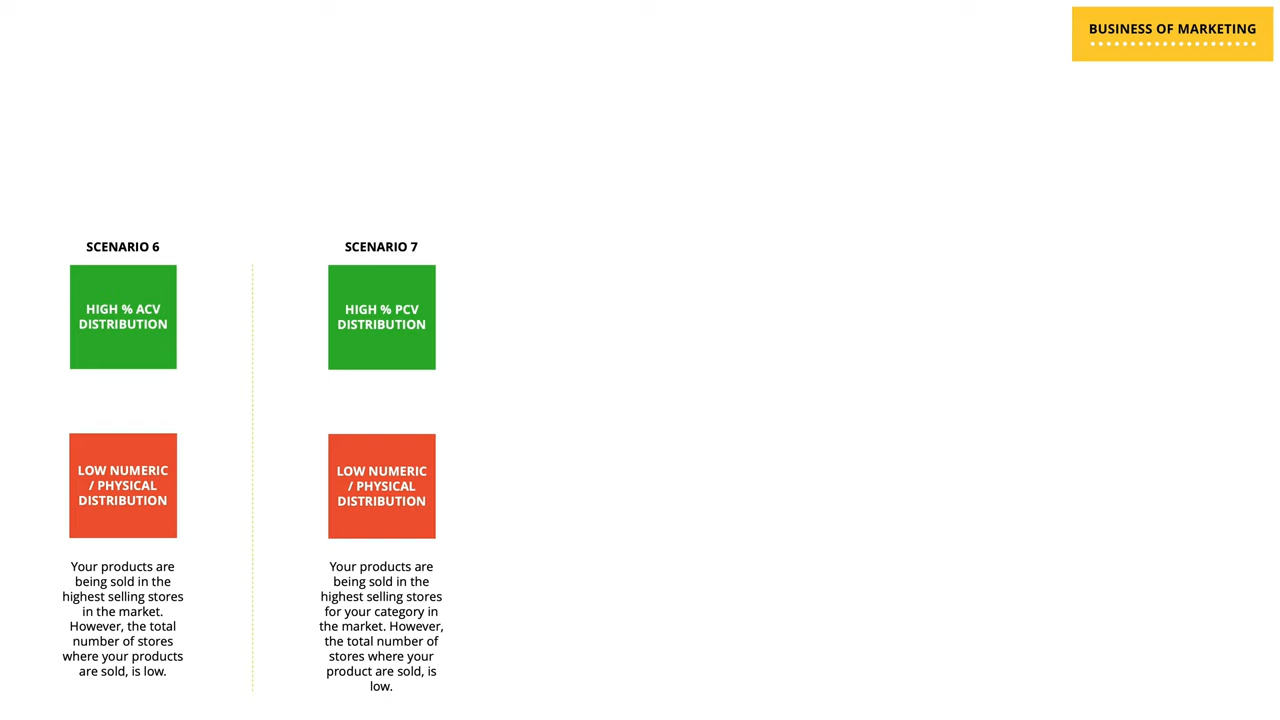 BUSINESS OF MARKETING
SCENARIO 6
HIGH % ACV
DISTRIBUTION
LOW NUMERIC
/ PHYSICAL
DISTRIBUTION
Your products are
being sold in the
highest selling stores
in the market.
However, the total
number of stores
where your products
are sold, is low.
SCENARIO 7
HIGH % PCV
DISTRIBUTION
LOW NUMERIC
/ PHYSICAL
DISTRIBUTION
Your products are
being sold in the
highest selling stores
for your category in
the market. However,
the total number of
stores where your
product are sold, is
low.